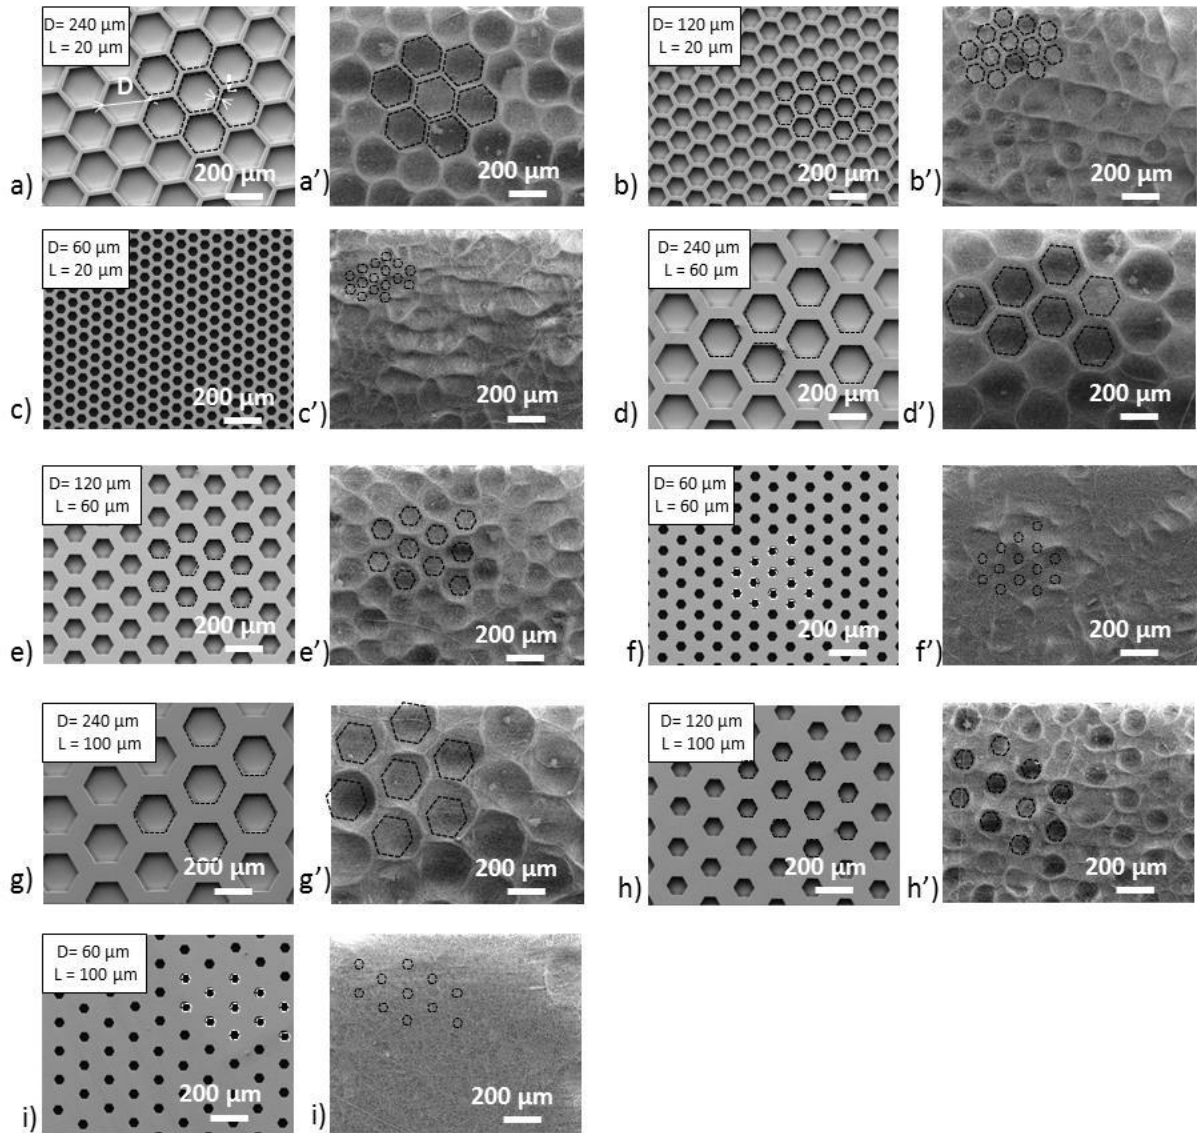 D= 240 µm
L = 20 µm
D
L
200 µm
a)
200 µm
a’)
D= 120 µm
L = 20 µm
200 µm
b)
200 µm
b’)
D= 60 µm
L = 20 µm
200 µm
c)
200 µm
c’)
D= 240 µm
L = 60 µm
200 µm
d)
200 µm
d’)
D= 120 µm
L = 60 µm
200 µm
e)
200 µm
e’)
D= 60 µm
L = 60 µm
200 µm
f)
200 µm
f’)
D= 240 µm
L = 100 µm
200 µm
g)
200 µm
g’)
D= 120 µm
L = 100 µm
200 µm
h)
200 µm
h’)
D= 60 µm
L = 100 µm
200 µm
i)
200 µm
i)